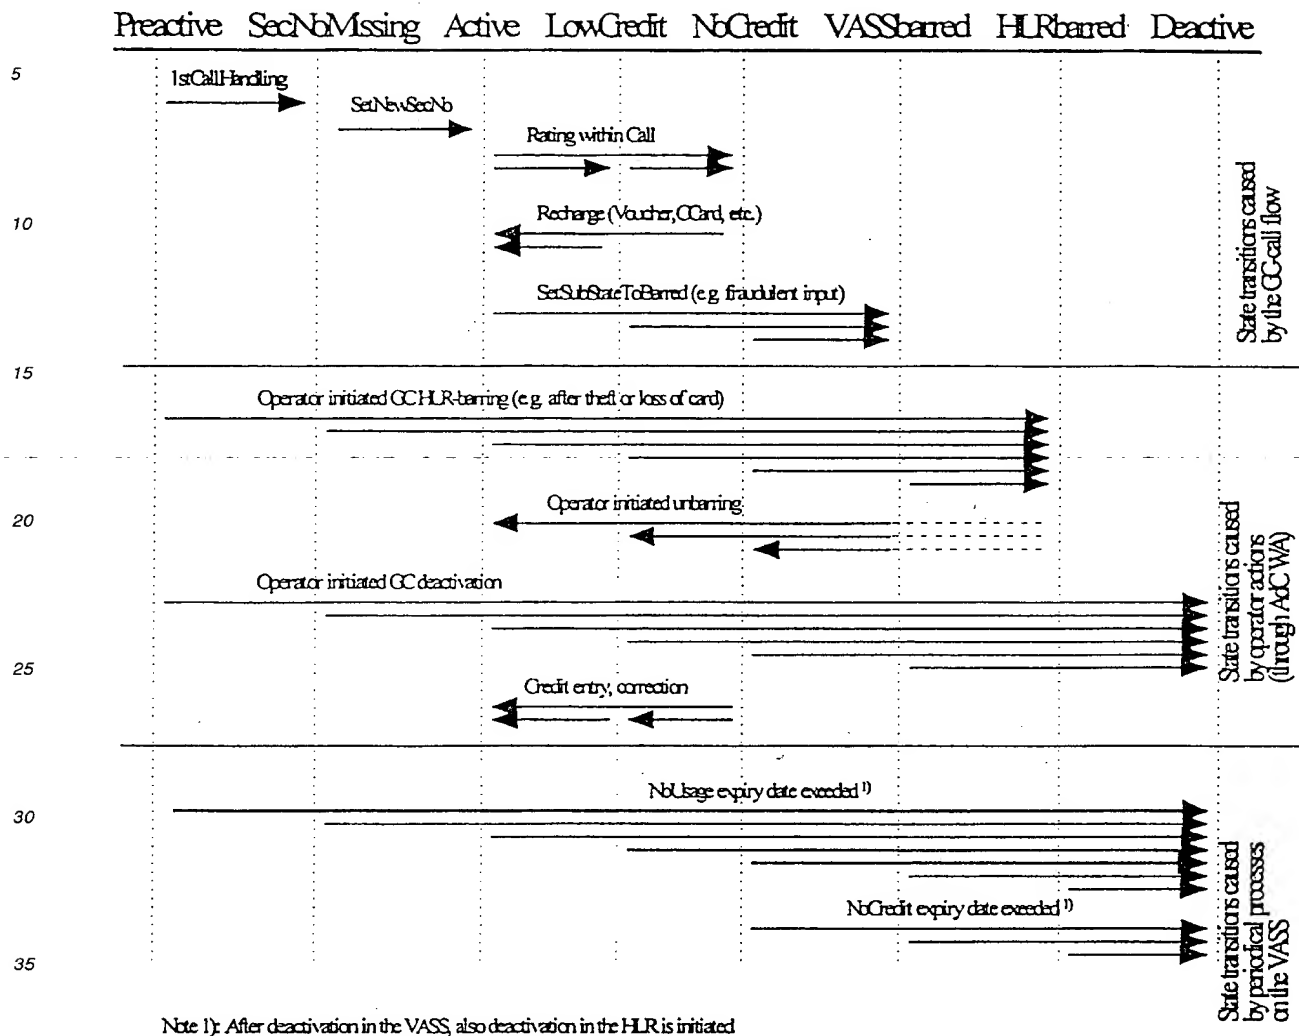 Preactive SecNoMissing Active LowCredit NoCredit VASSbarred HLRbarred Deactive
5
1stCallHandling
SetNewSecNo
Rating within Call
10
Recharge (Voucher, CCard, etc.)
SetSubStateToBarred (e.g. fraudulent input)
State transitions caused
by the GC-call flow
15
Operator initiated GC HLR-barring (e.g. after theft or loss of card)
20
Operator initiated unbarring
Operator initiated GC deactivation
25
Credit entry, correction
State transitions caused
by operator actions
(through AdC WA)
NoUsage expiry date exceeded 1)
30
NoCredit expiry date exceeded 1)
35
State transitions caused
by periodical processes
on the VASS
Note 1): After deactivation in the VASS, also deactivation in the HLR is initiated